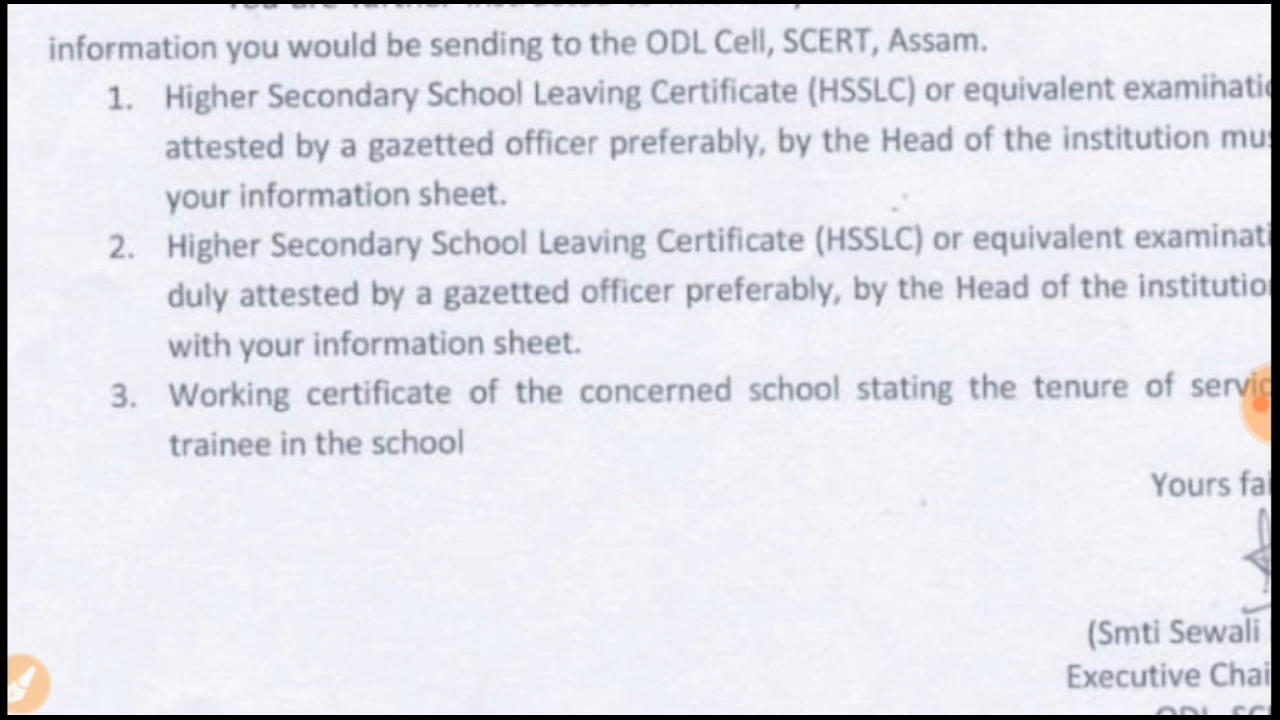 information you would be sending to the ODL Cell, SCERT, Assam.
1. Higher Secondary School Leaving Certificate (HSSLC) or equivalent
attested by a gazetted officer preferably, by the Head of the institution
your information sheet.
2. Higher Secondary School Leaving Certificate (HSSLC) or equivalent
duly attested by a gazetted officer preferably, by the Head of the
with your information sheet.
3. Working certificate of the concerned school stating the tenure of
trainee in the school
Yours
(Smti Sewali
Executive